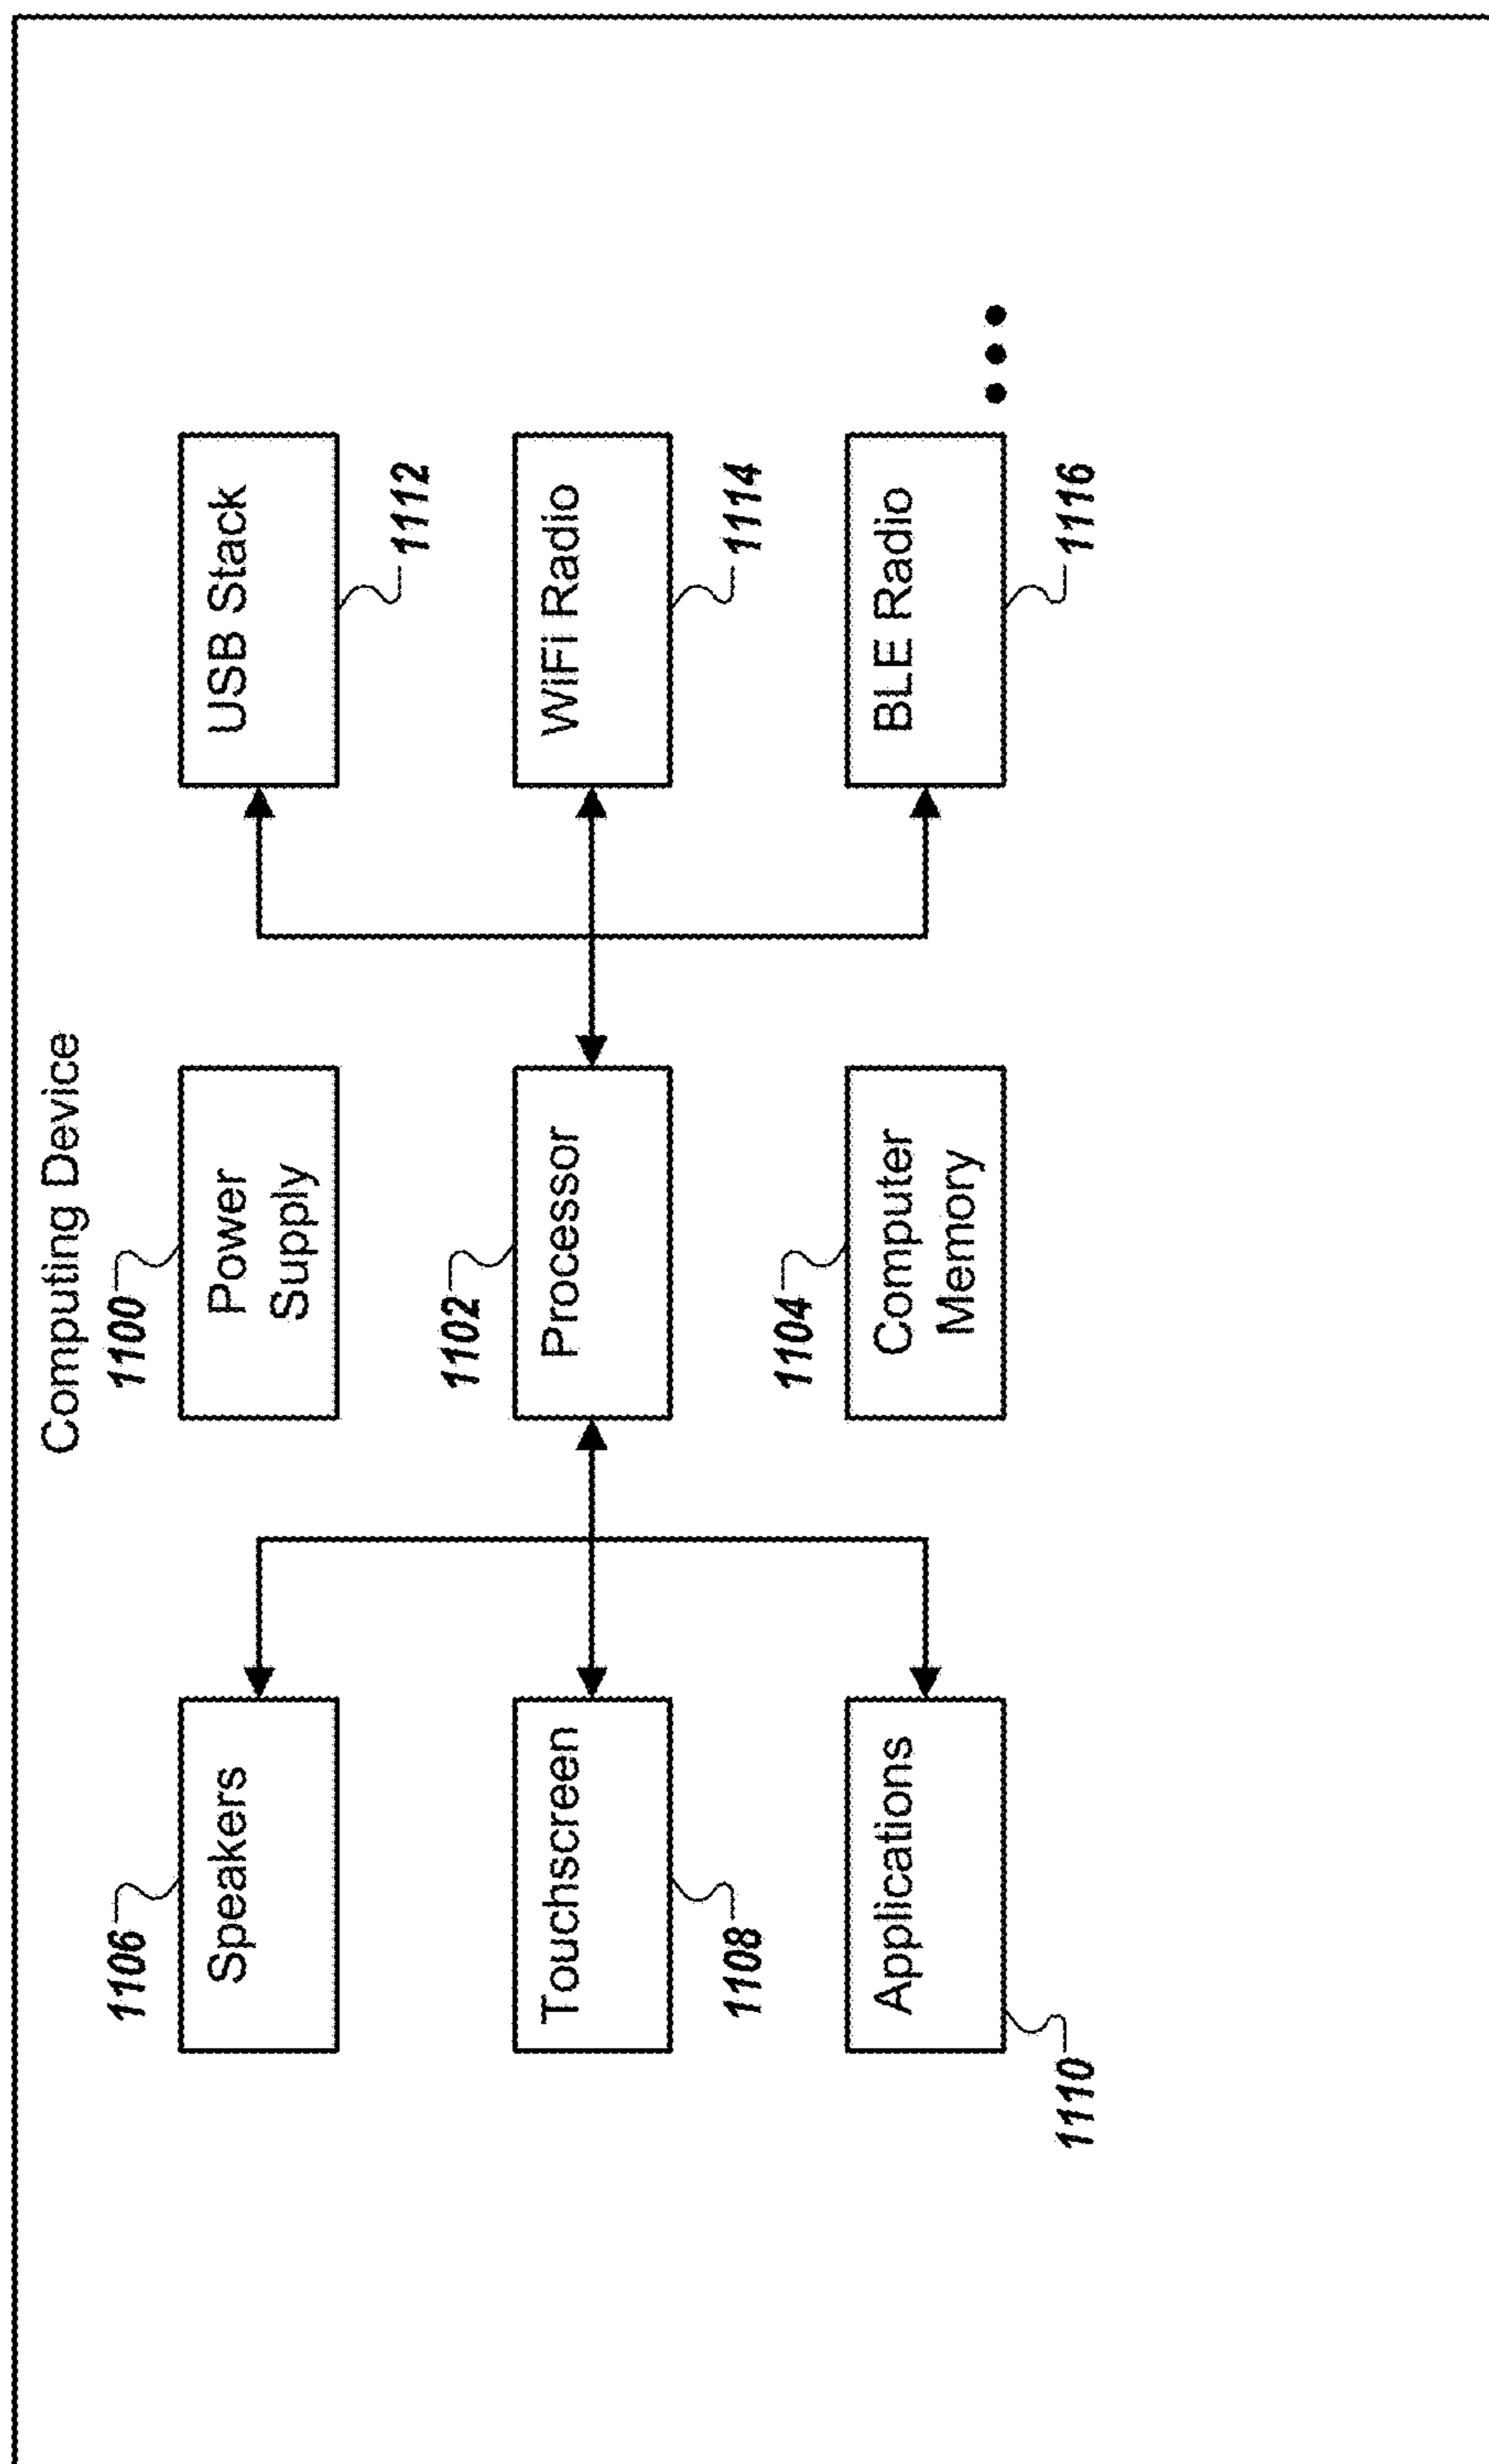 Computing Device
1106
Speakers
1100
Power
Supply
USB Stack
1112
Touchscreen
1108
1102
Processor
WiFi Radio
1114
Applications
1110
1104
Computer
Memory
BLE Radio
1116